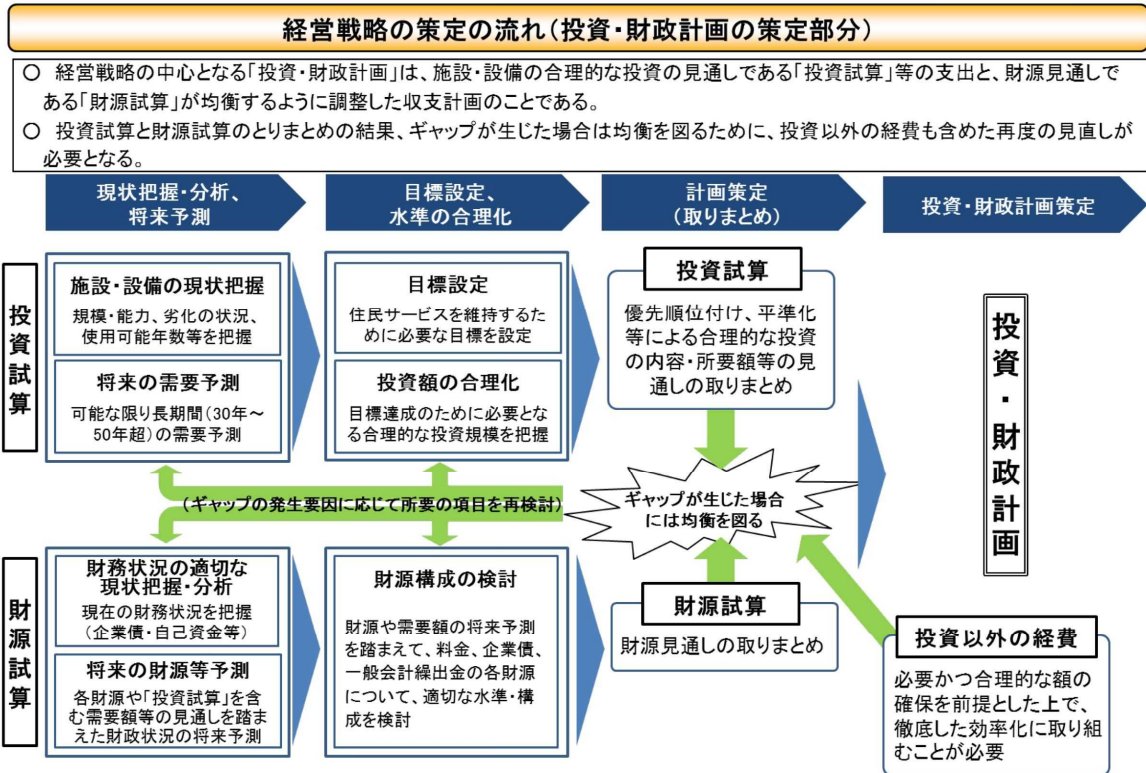 経営戦略の策定の流れ(投資・財政計画の策定部分)
○ 経営戦略の中心となる「投資・財政計画」は、施設・設備の合理的な投資の見通しである「投資試算」等の支出と、財源見通しで
ある「財源試算」が均衡するように調整した収支計画のことである。
○ 投資試算と財源試算のとりまとめの結果、ギャップが生じた場合は均衡を図るために、投資以外の経費も含めた再度の見直しが
必要となる。
現状把握・分析、
将来予測
目標設定、
水準の合理化
計画策定
(取りまとめ)
投資・財政計画策定
投資試算
施設・設備の現状把握
規模・能力、劣化の状況、
使用可能年数等を把握
将来の需要予測
可能な限り長期間(30年～
50年超)の需要予測
目標設定
住民サービスを維持するた
めに必要な目標を設定
投資額の合理化
目標達成のために必要とな
る合理的な投資規模を把握
投資試算
優先順位付け、平準化
等による合理的な投資
の内容・所要額等の見
通しの取りまとめ
(ギャップの発生要因に応じて所要の項目を再検討)
ギャップが生じた場合
には均衡を図る
投資・財政計画
財源試算
財務状況の適切な
現状把握・分析
現在の財務状況を把握
(企業債・自己資金等)
将来の財源等予測
各財源や「投資試算」を含
む需要額等の見通しを踏ま
えた財政状況の将来予測
財源構成の検討
財源や需要額の将来予測
を踏まえて、料金、企業債、
一般会計繰出金の各財源
について、適切な水準・構
成を検討
財源試算
財源見通しの取りまとめ
投資以外の経費
必要かつ合理的な額の
確保を前提とした上で、
徹底した効率化に取り組
むことが必要